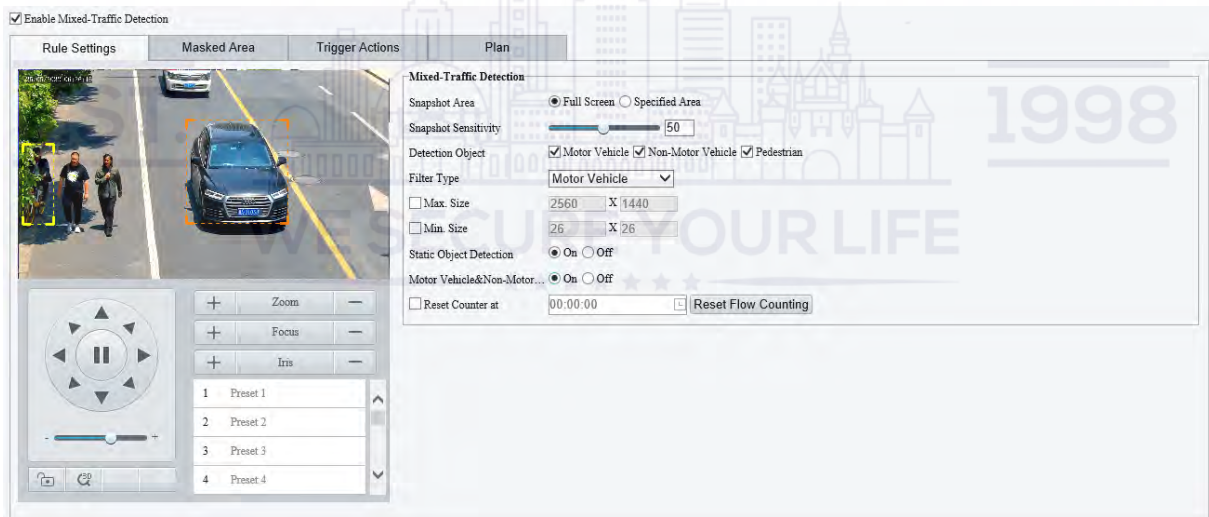 Enable Mixed-Traffic Detection
Rule Settings Masked Area Trigger Actions Plan
Mixed-Traffic Detection
Snapshot Area Full Screen Specified Area
Snapshot Sensitivity 50
Detection Object Motor Vehicle Non-Motor Vehicle Pedestrian
Filter Type Motor Vehicle
Max. Size 2560 X 1440
Min. Size 26 X 26
Static Object Detection On Off
Motor Vehicle&Non-Motor... On Off
Reset Counter at 00:00:00 Reset Flow Counting
+ Zoom −
+ Focus −
+ Iris −
1 Preset 1
2 Preset 2
3 Preset 3
4 Preset 4
- +
3D
EST. 1998
WE SECURE YOUR LIFE